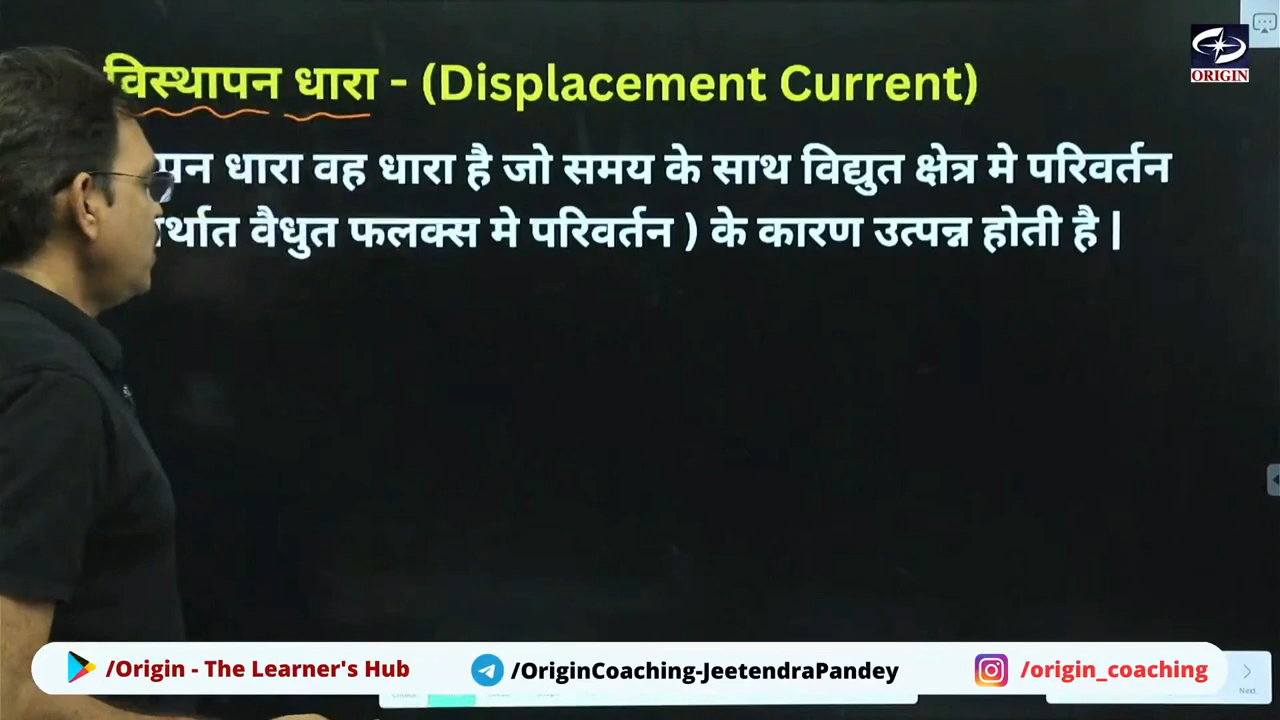 विस्थापन धारा - (Displacement Current)
धारा वह धारा है जो समय के साथ विद्युत क्षेत्र मे परिवर्तन
वैधुत फलक्स मे परिवर्तन ) के कारण उत्पन्न होती है |
ORIGIN
/Origin - The Learner's Hub
/OriginCoaching-JeetendraPandey
/origin_coaching
Next